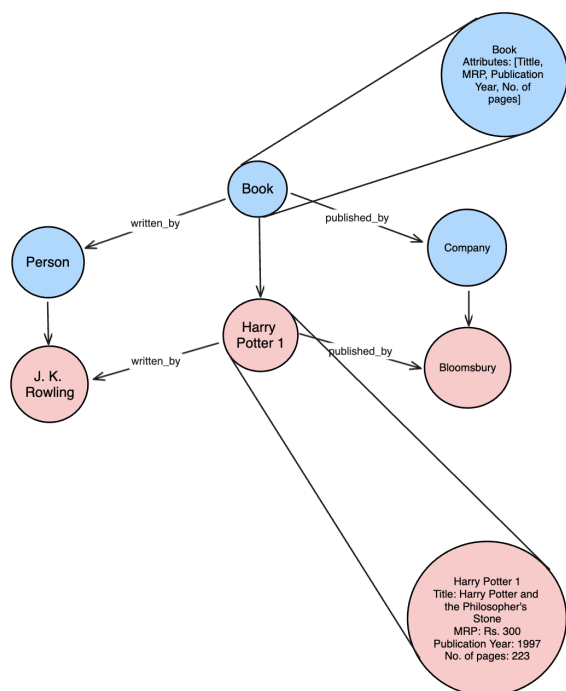 Book
Attributes: [Tittle,
MRP, Publication
Year, No. of
pages]
Book
written_by
published_by
Person
Company
Harry
Potter 1
written_by
published_by
J. K.
Rowling
Bloomsbury
Harry Potter 1
Title: Harry Potter and
the Philosopher's
Stone
MRP: Rs. 300
Publication Year: 1997
No. of pages: 223